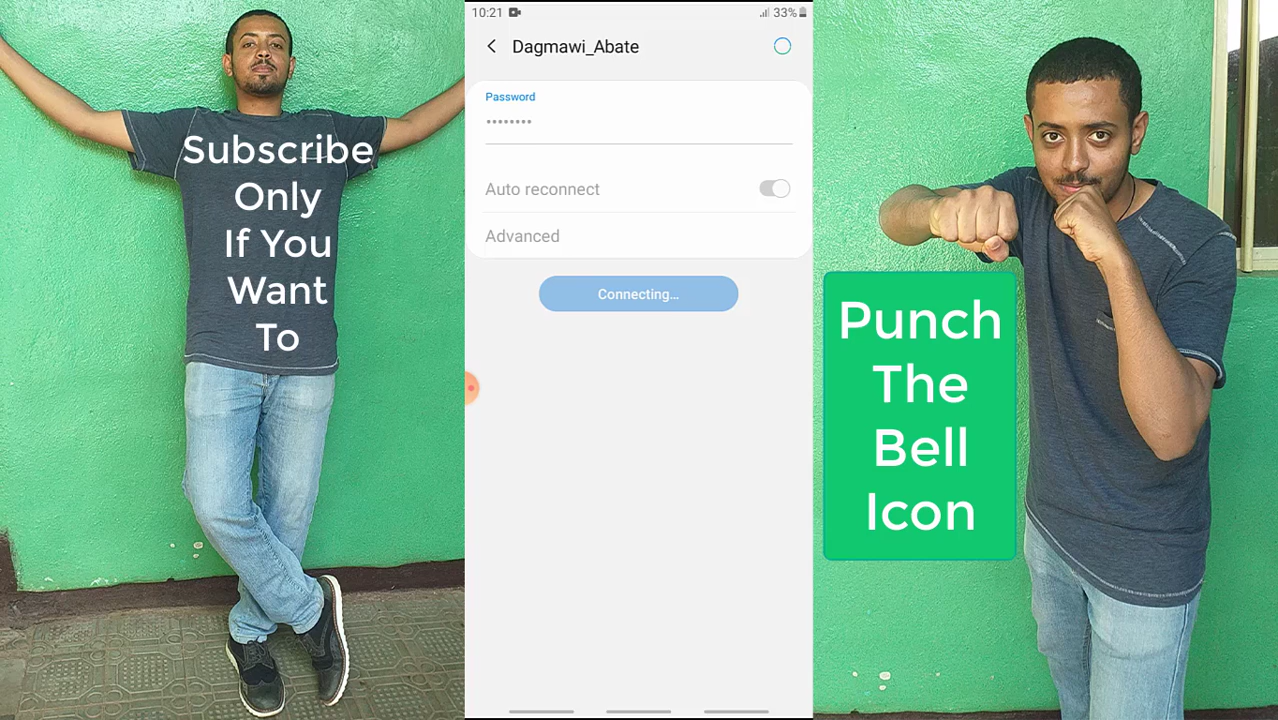 Subscribe
Only
If You
Want
To
10:21 33%
Dagmawi_Abate
Password
••••••••
Auto reconnect
Advanced
Connecting...
Punch
The
Bell
Icon